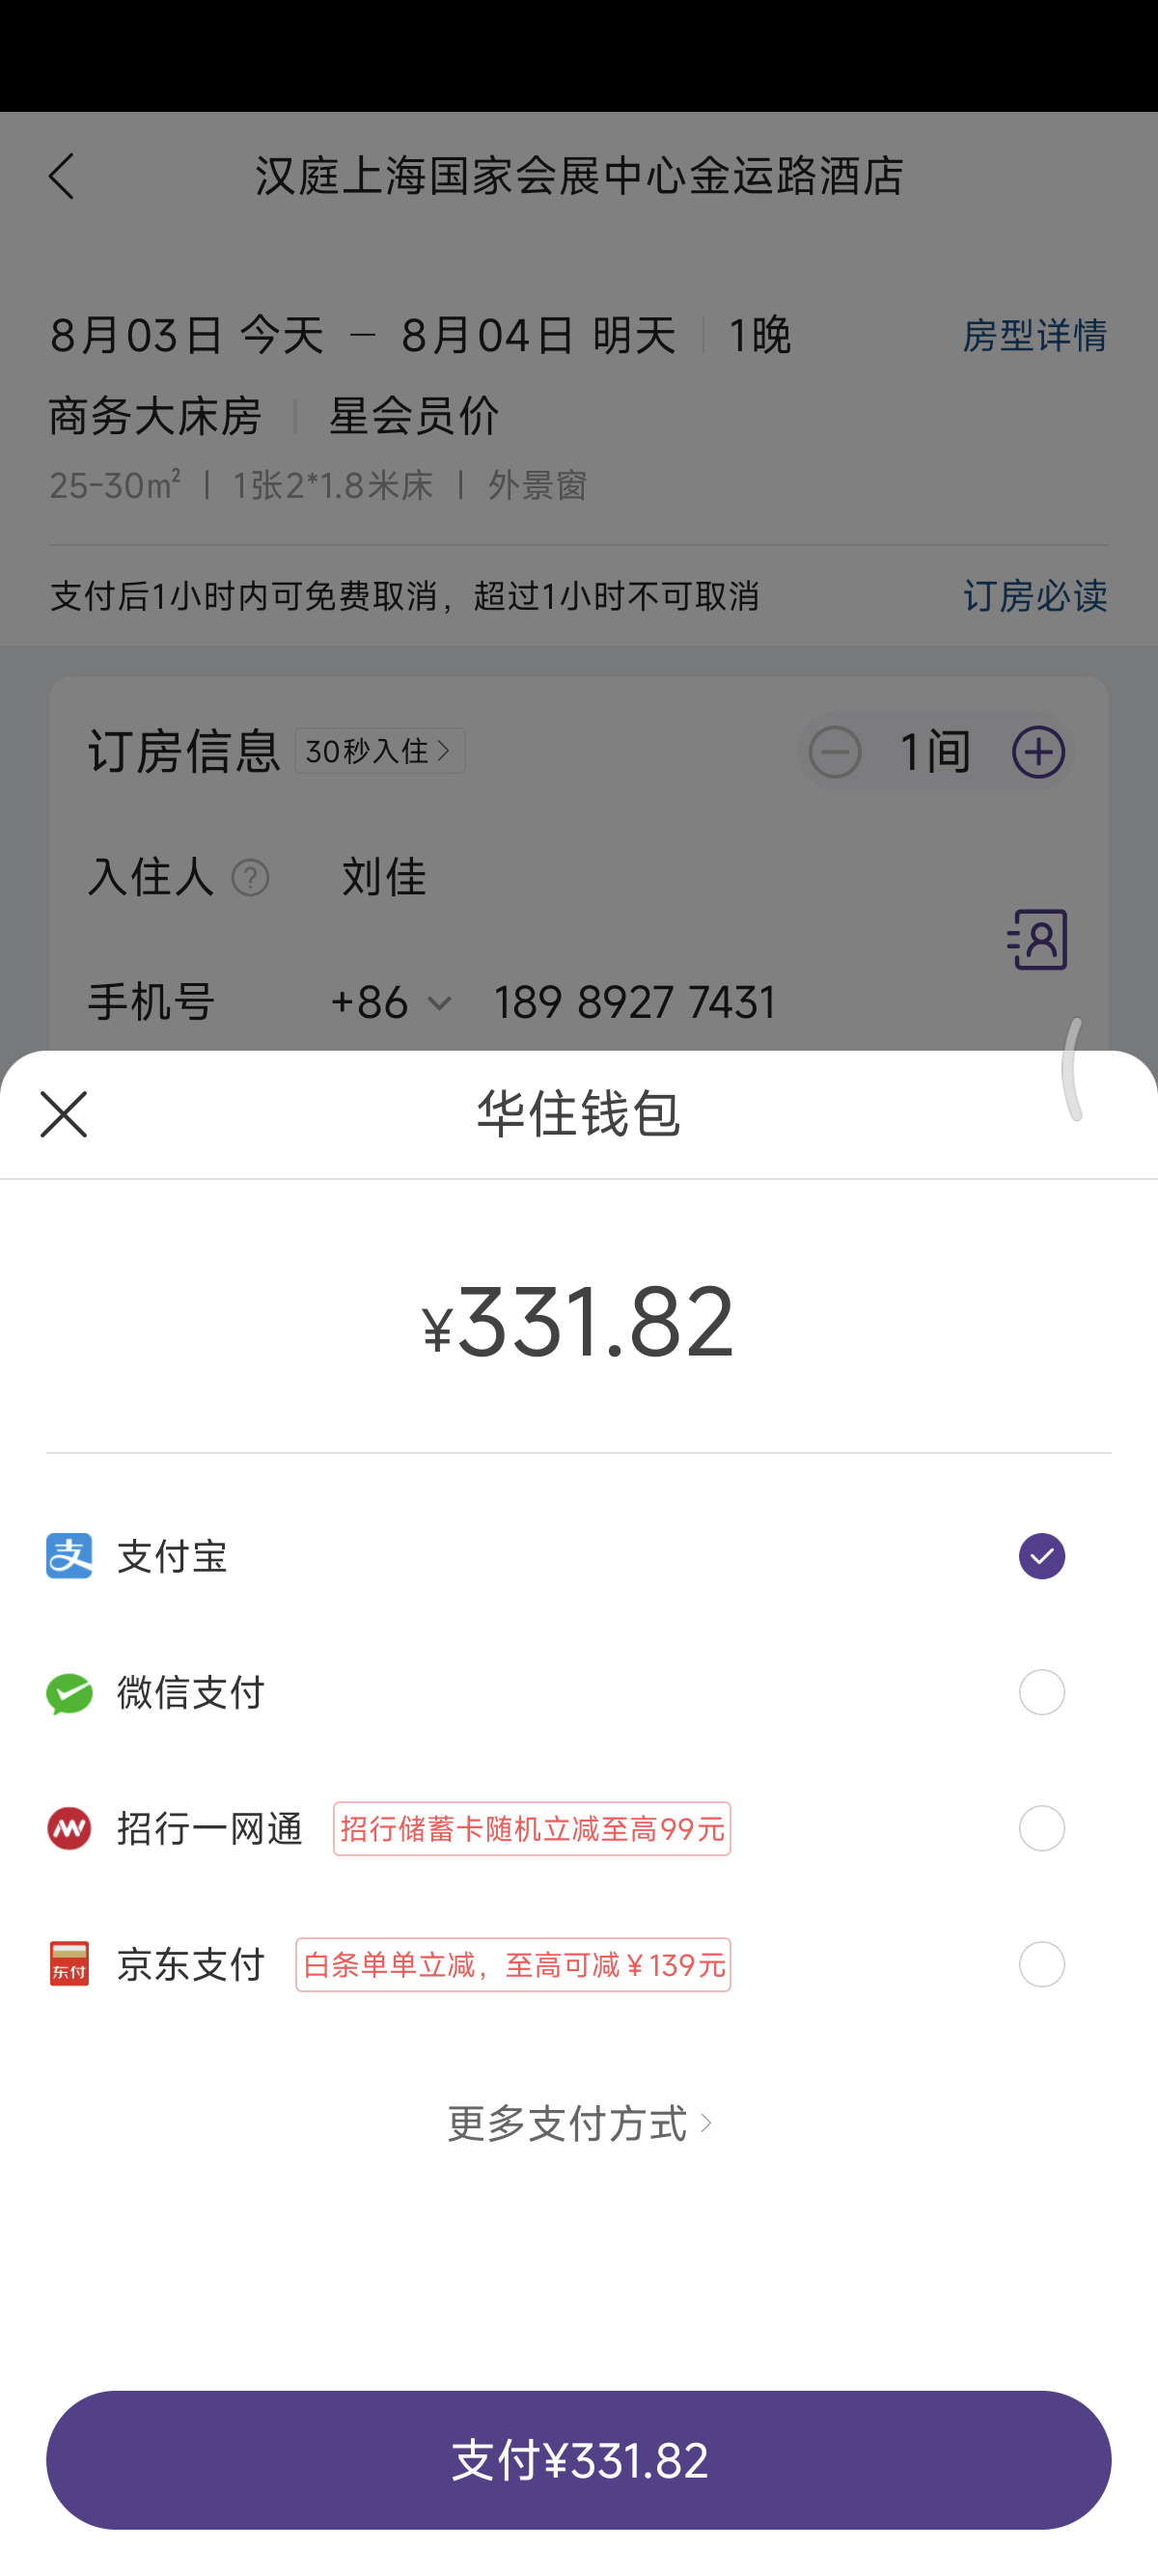 汉庭上海国家会展中心金运路酒店
8月03日 今天 — 8月04日 明天 | 1晚 房型详情
商务大床房 | 星会员价
25-30㎡ | 1张2*1.8米床 | 外景窗
支付后1小时内可免费取消，超过1小时不可取消 订房必读
订房信息 30秒入住 > 1间
入住人 ? 刘佳
手机号 +86 189 8927 7431
华住钱包
¥331.82
支付宝
微信支付
招行一网通 招行储蓄卡随机立减至高99元
东付 京东支付 白条单单立减，至高可减¥139元
更多支付方式 >
支付¥331.82